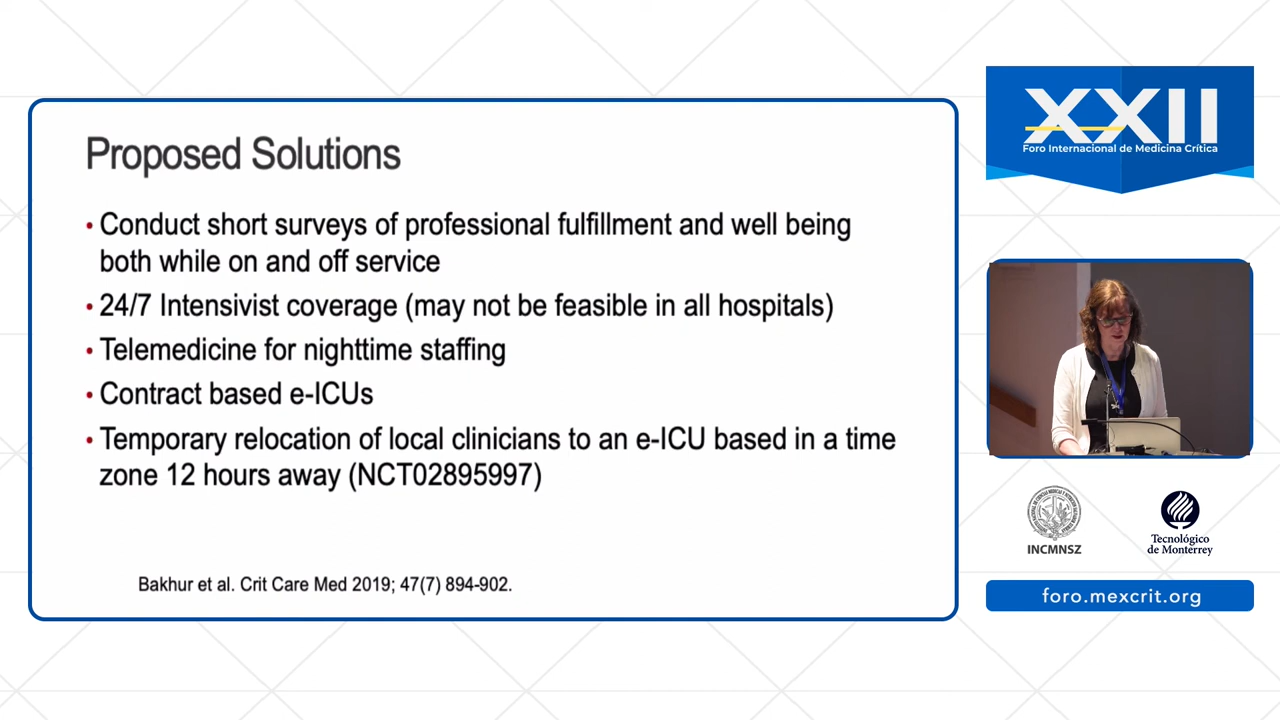 Proposed Solutions
• Conduct short surveys of professional fulfillment and well being
both while on and off service
• 24/7 Intensivist coverage (may not be feasible in all hospitals)
• Telemedicine for nighttime staffing
• Contract based e-ICUs
• Temporary relocation of local clinicians to an e-ICU based in a time
zone 12 hours away (NCT02895997)
Bakhur et al. Crit Care Med 2019; 47(7) 894-902.
XXII
Foro Internacional de Medicina Crítica
INCMNSZ
Tecnológico
de Monterrey
foro.mexcrit.org